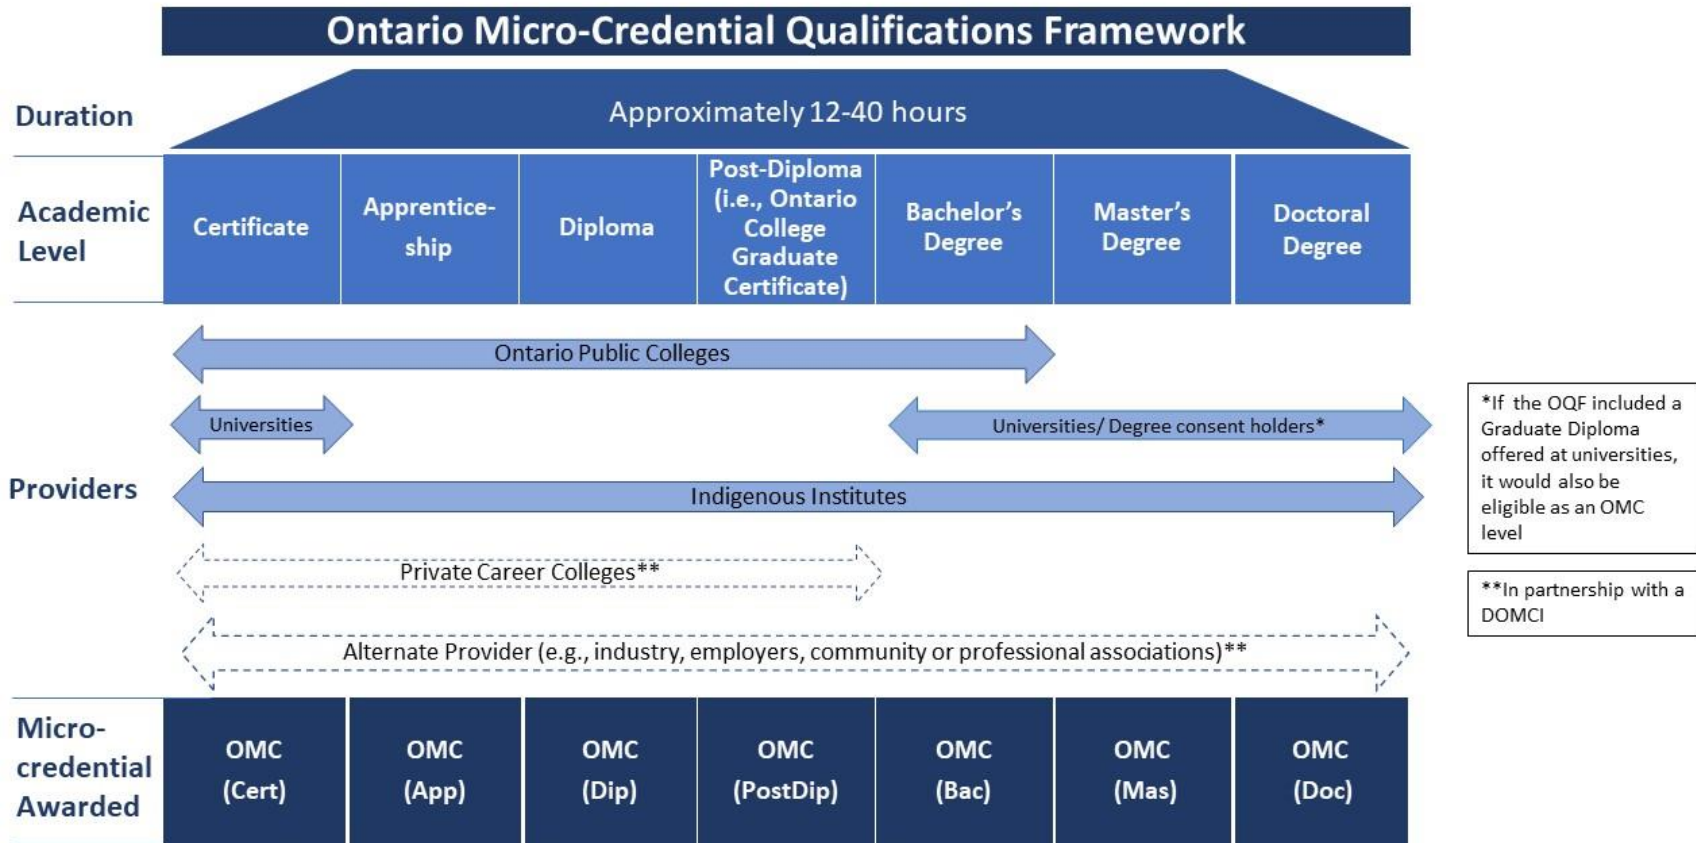 Ontario Micro-Credential Qualifications Framework
Duration
Approximately 12-40 hours
Academic
Level
Certificate
Apprentice-
ship
Diploma
Post-Diploma
(i.e., Ontario
College
Graduate
Certificate)
Bachelor's
Degree
Master's
Degree
Doctoral
Degree
Providers
Ontario Public Colleges
Universities
Universities/ Degree consent holders*
Indigenous Institutes
Private Career Colleges**
Alternate Provider (e.g., industry, employers, community or professional associations)**
*If the OQF included a
Graduate Diploma
offered at universities,
it would also be
eligible as an OMC
level
**In partnership with a
DOMCI
Micro-
credential
Awarded
OMC
(Cert)
OMC
(App)
OMC
(Dip)
OMC
(PostDip)
OMC
(Bac)
OMC
(Mas)
OMC
(Doc)